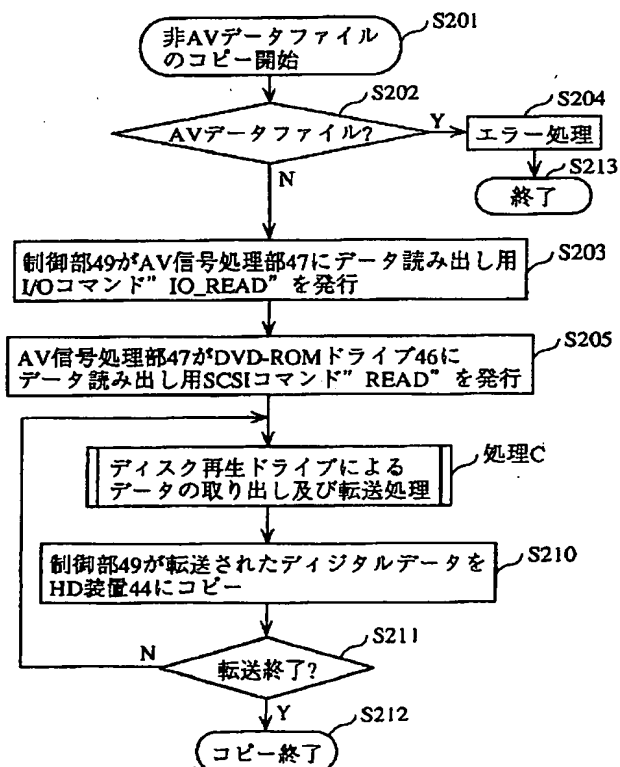 非AVデータファイル
のコピー開始
S201
S202
AVデータファイル?
Y
S204
エラー処理
S213
終了
N
制御部49がAV信号処理部47にデータ読み出し用
I/Oコマンド”IO_READ”を発行
S203
AV信号処理部47がDVD-ROMドライブ46に
データ読み出し用SCSIコマンド”READ”を発行
S205
ディスク再生ドライブによる
データの取り出し及び転送処理
処理C
制御部49が転送されたディジタルデータを
HD装置44にコピー
S210
N
転送終了?
S211
Y
コピー終了
S212